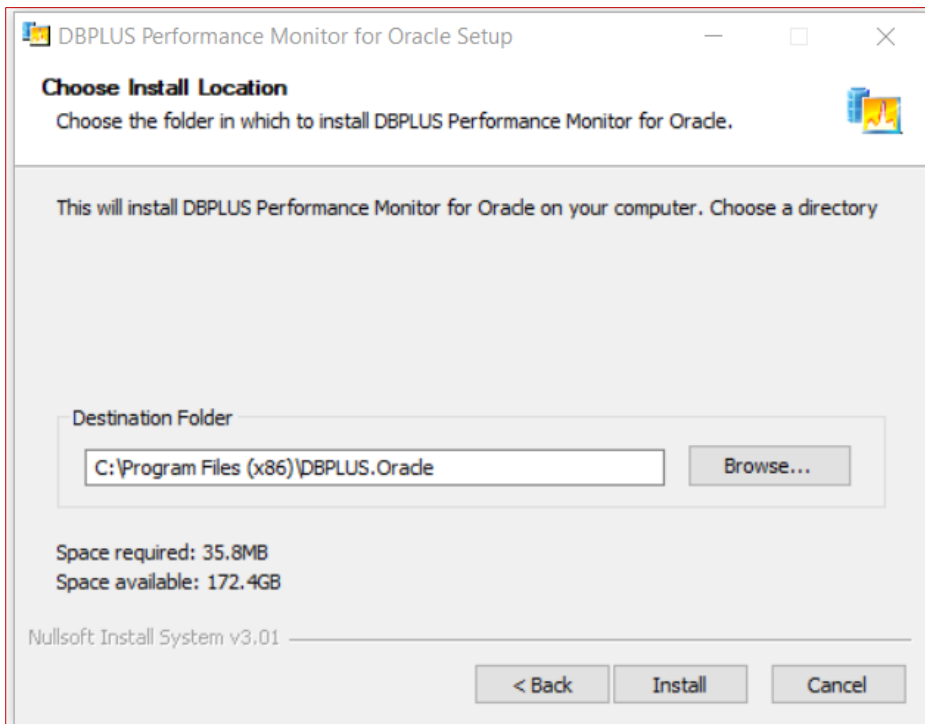 DBPLUS Performance Monitor for Oracle Setup
Choose Install Location
Choose the folder in which to install DBPLUS Performance Monitor for Oracle.
This will install DBPLUS Performance Monitor for Oracle on your computer. Choose a directory
Destination Folder
C:\Program Files (x86)\DBPLUS.Oracle
Browse...
Space required: 35.8MB
Space available: 172.4GB
Nullsoft Install System v3.01
< Back Install Cancel